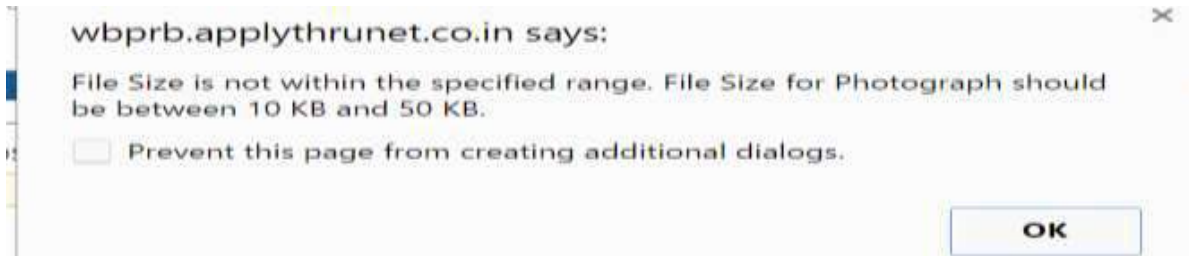 wbprb.applythrunet.co.in says:
File Size is not within the specified range. File Size for Photograph should
be between 10 KB and 50 KB.
Prevent this page from creating additional dialogs.
OK